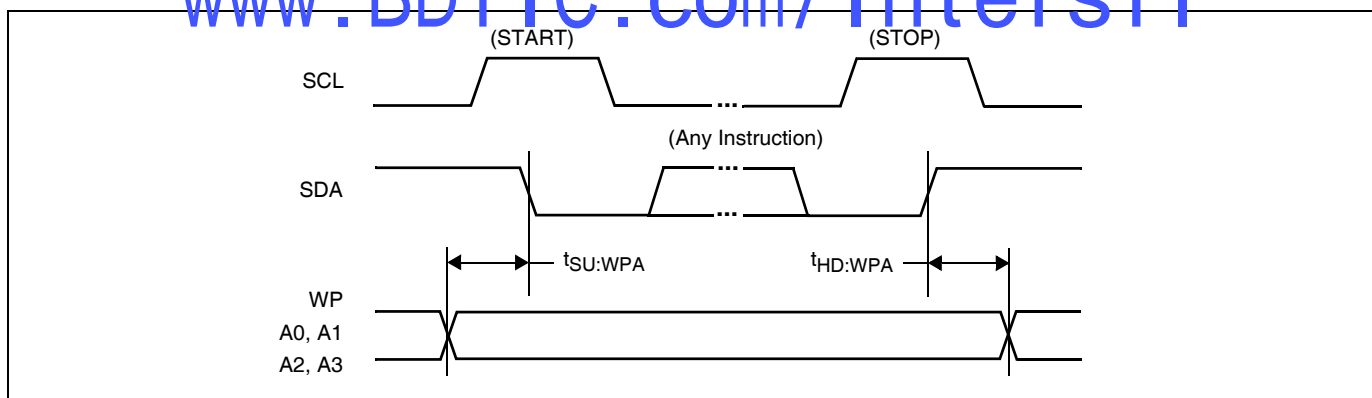 www.BDTIC.com/Intersil
(START)
(STOP)
SCL
...
(Any Instruction)
...
SDA
...
tSU:WPA
tHD:WPA
WP
A0, A1
A2, A3